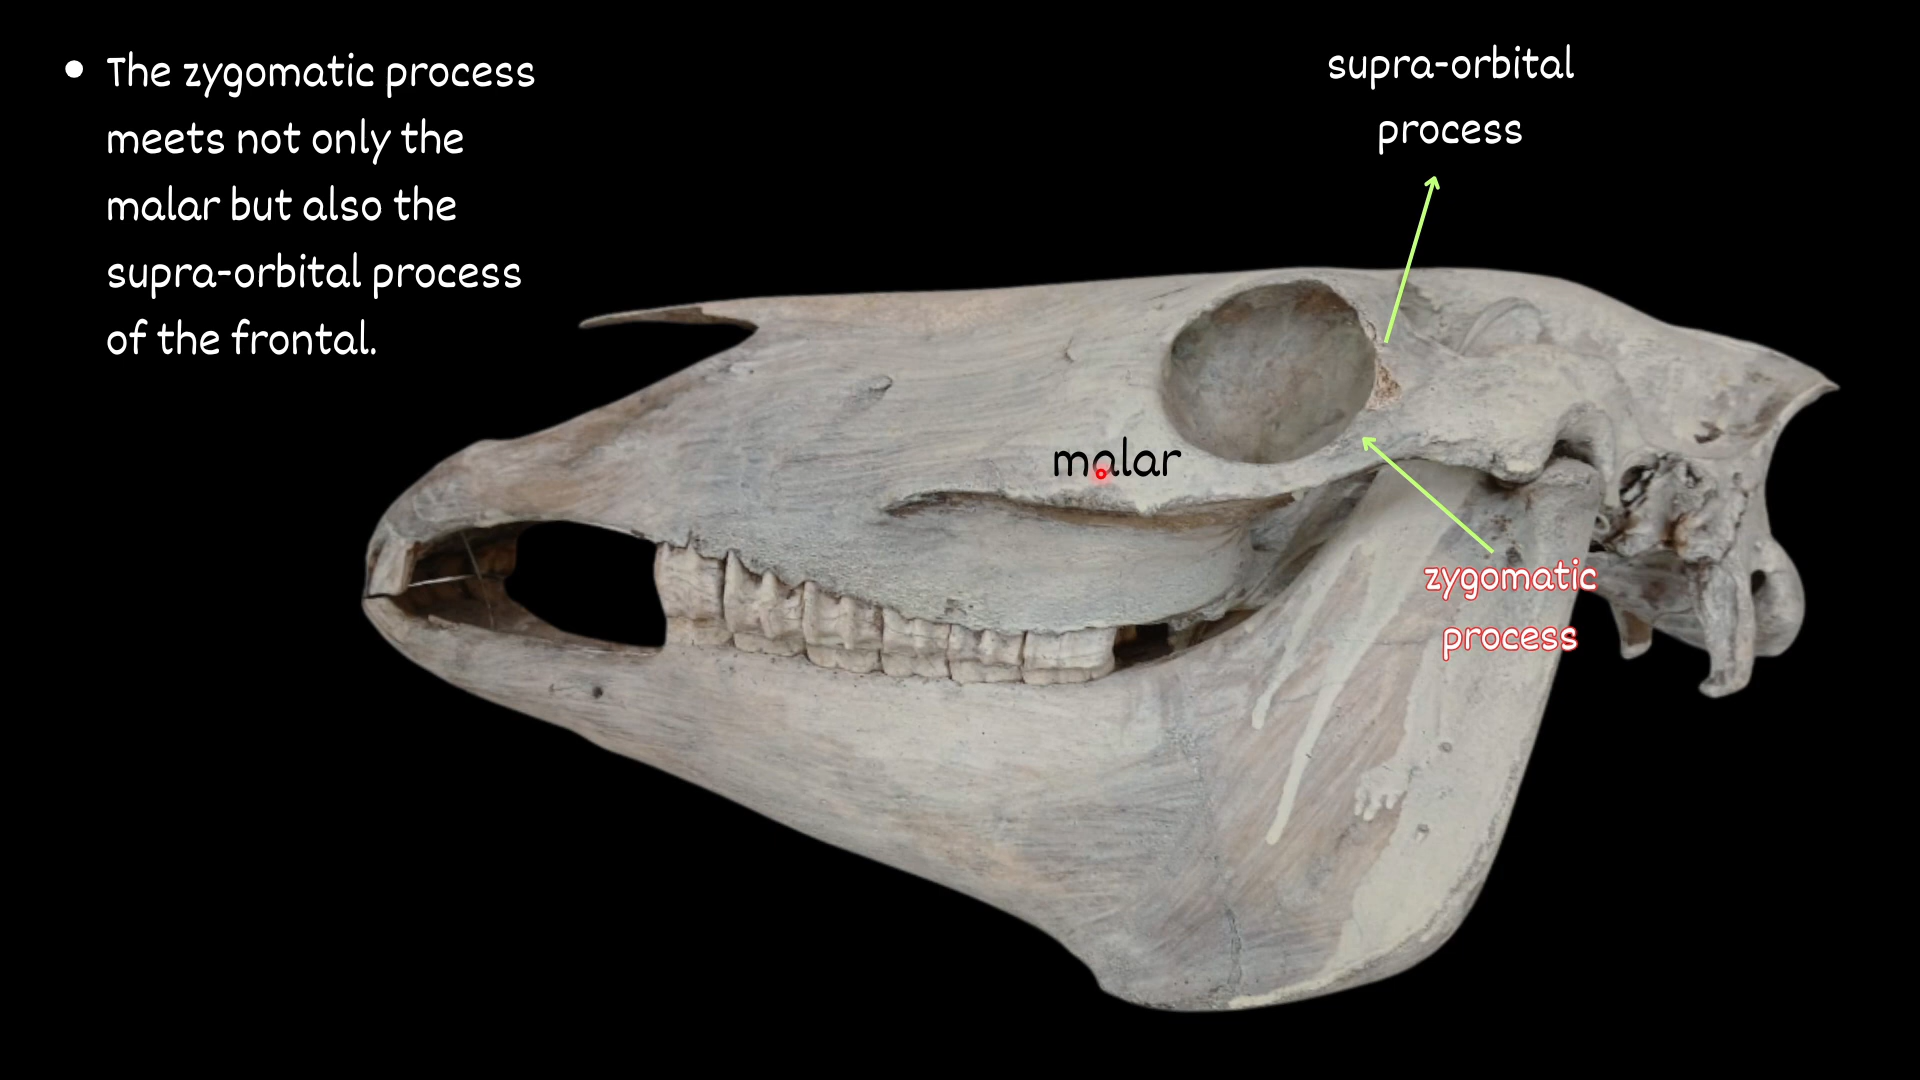 • The zygomatic process
meets not only the
malar but also the
supra-orbital process
of the frontal.
supra-orbital
process
malar
zygomatic
process